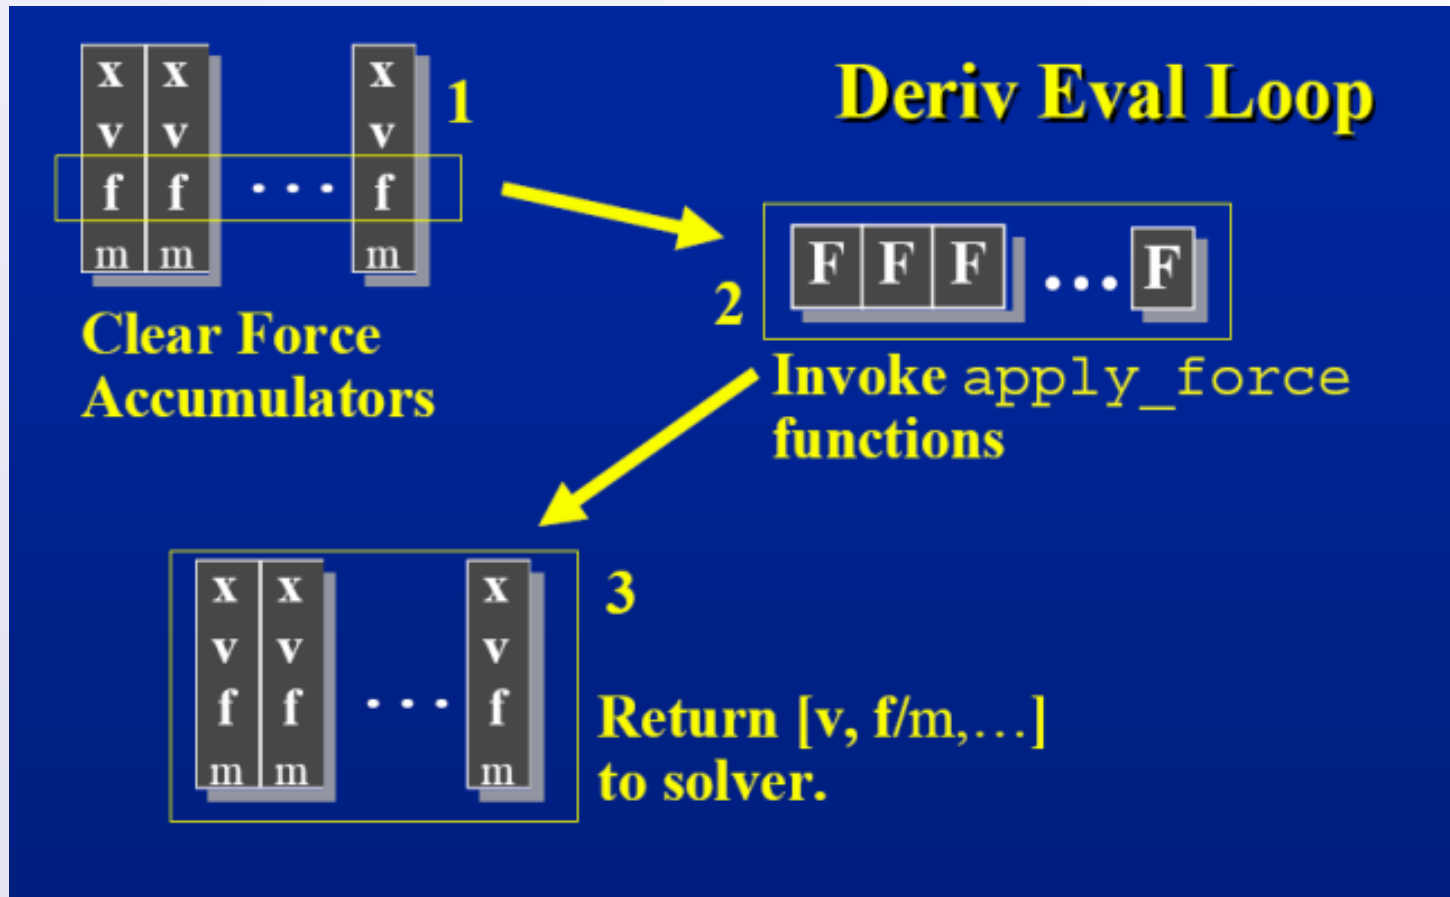 Deriv Eval Loop
x x x
v v v
f f ... f
m m m
1
Clear Force
Accumulators
2
F F F ... F
Invoke apply_force
functions
3
x x x
v v v
f f ... f
m m m
Return [v, f/m,...]
to solver.